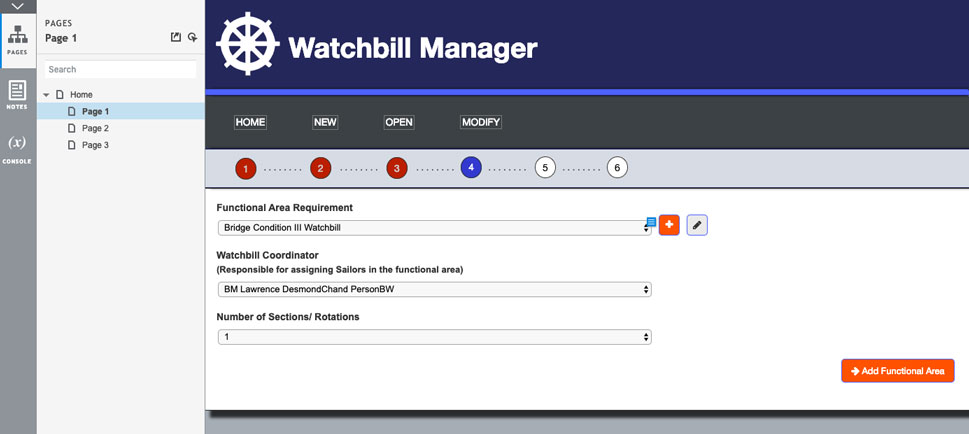 PAGES
Page 1
Search
Home
Page 1
Page 2
Page 3
PAGES
NOTES
(x)
CONSOLE
Watchbill Manager
HOME NEW OPEN MODIFY
1 ........ 2 ........ 3 ........ 4 ........ 5 ........ 6
Functional Area Requirement
Bridge Condition III Watchbill
Watchbill Coordinator
(Responsible for assigning Sailors in the functional area)
BM Lawrence DesmondChand PersonBW
Number of Sections/ Rotations
1
Add Functional Area